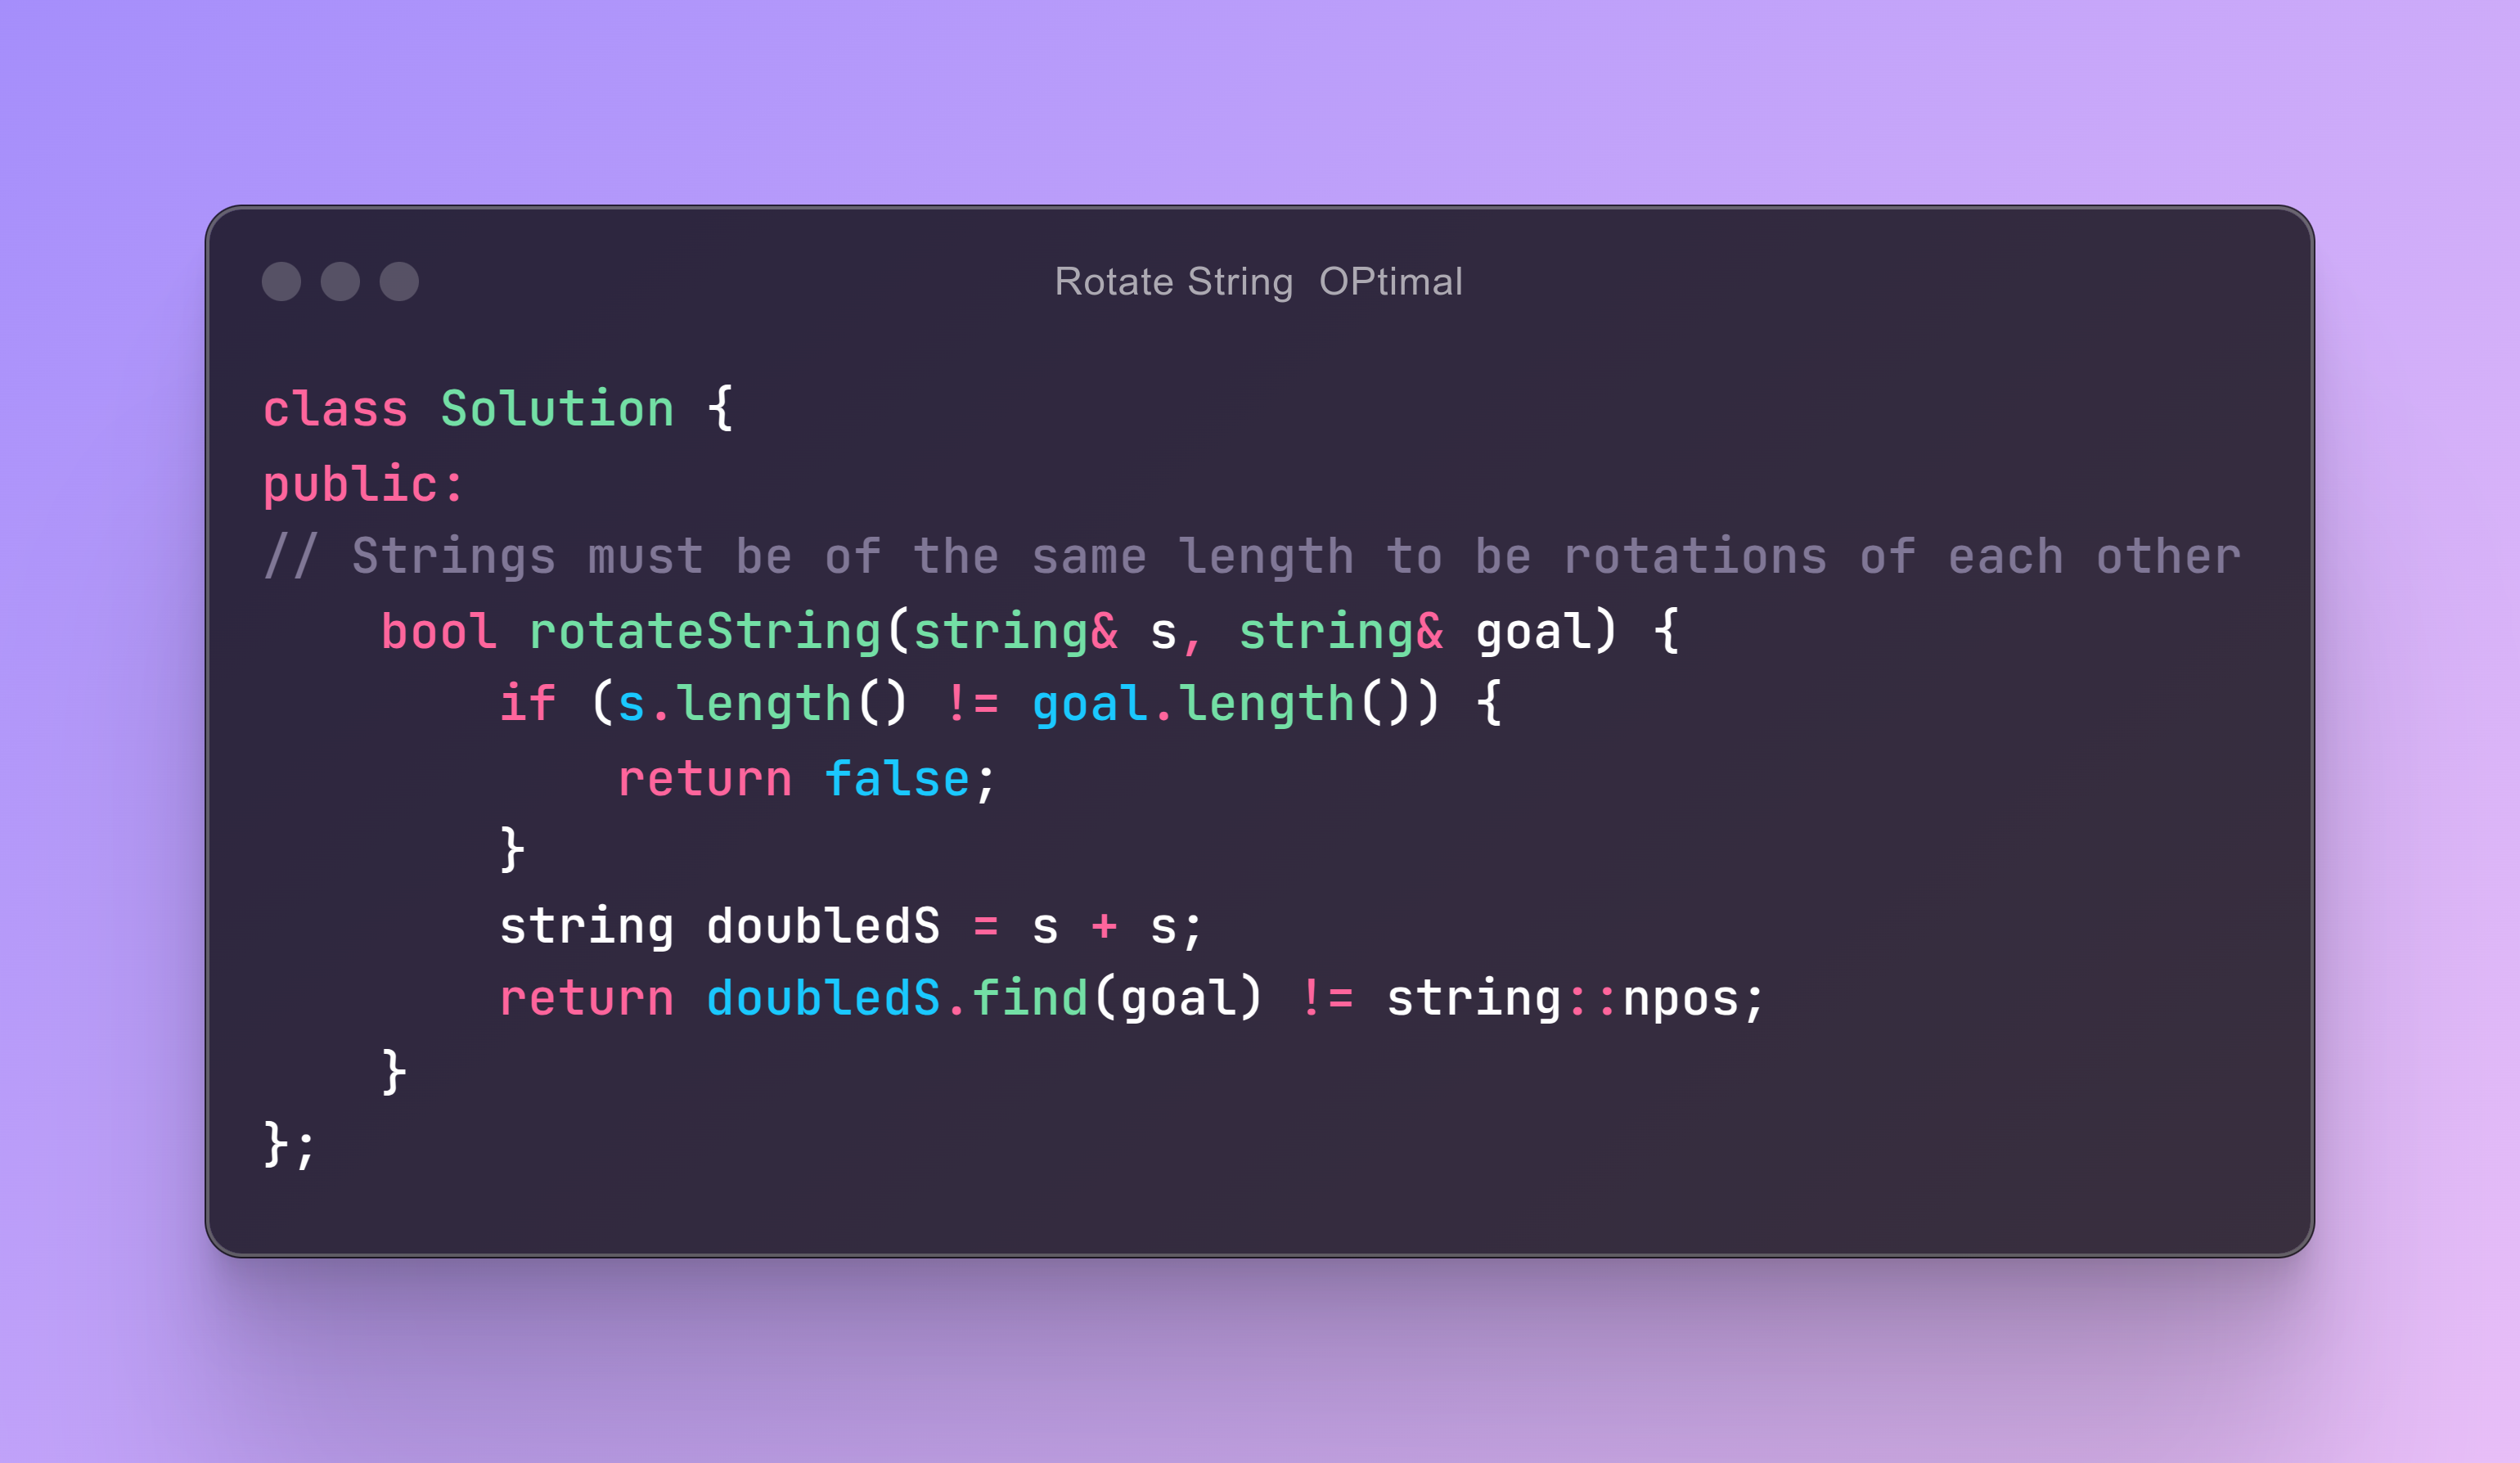 Rotate String  OPtimal
class Solution {
public:
// Strings must be of the same length to be rotations of each other
    bool rotateString(string& s, string& goal) {
        if (s.length() != goal.length()) {
            return false;
        }
        string doubledS = s + s;
        return doubledS.find(goal) != string::npos;
    }
};